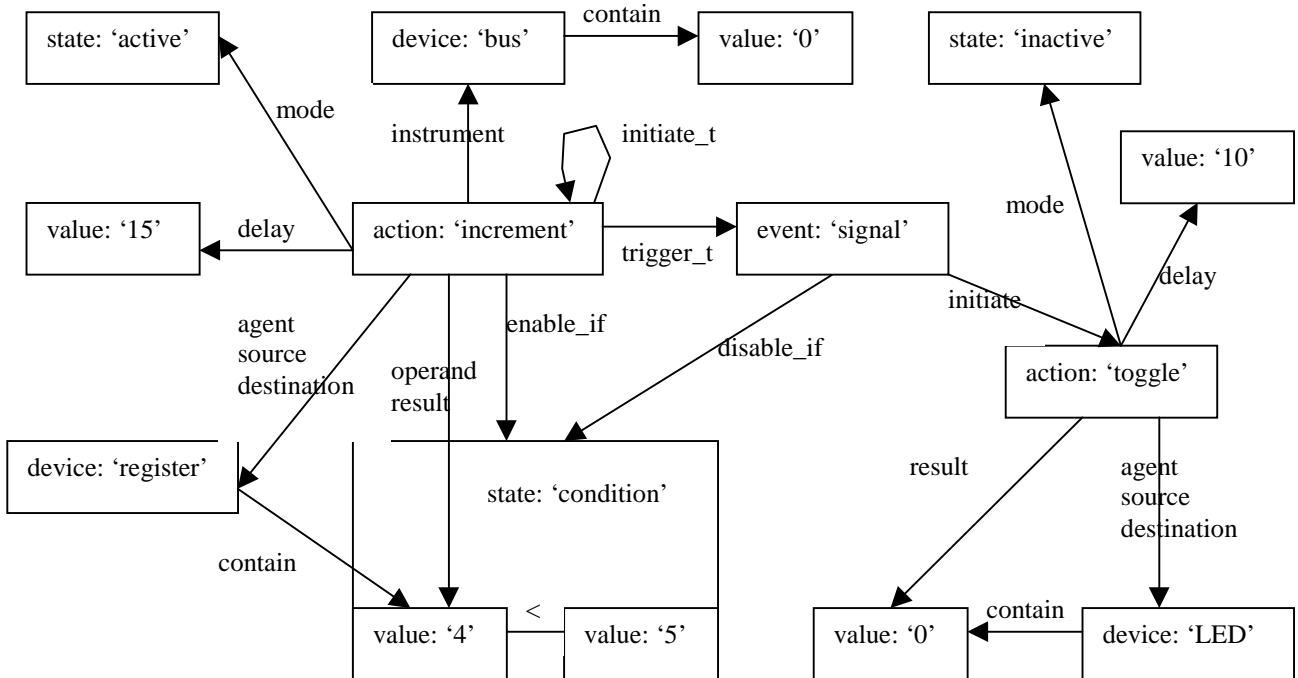 contain
state: ‘active’
device: ‘bus’
value: ‘0’
state: ‘inactive’
mode
instrument
initiate_t
value: ‘10’
value: ‘15’
delay
action: ‘increment’
trigger_t
event: ‘signal’
mode
delay
initiate
agent
source
destination
operand
result
enable_if
disable_if
action: ‘toggle’
device: ‘register’
state: ‘condition’
result
agent
source
destination
contain
value: ‘4’
<
value: ‘5’
value: ‘0’
contain
device: ‘LED’